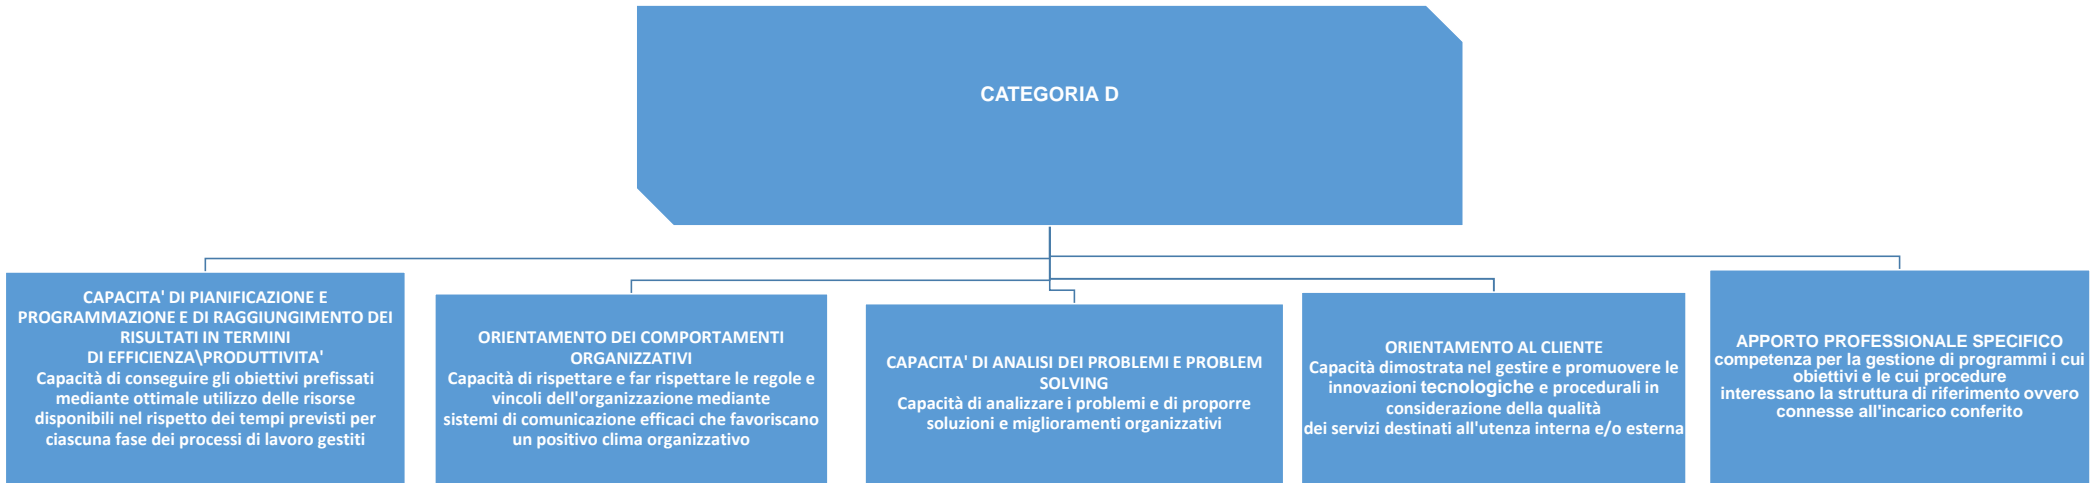 CATEGORIA D
CAPACITA' DI PIANIFICAZIONE E
PROGRAMMAZIONE E DI RAGGIUNGIMENTO DEI
RISULTATI IN TERMINI
DI EFFICIENZA\PRODUTTIVITA'
Capacità di conseguire gli obiettivi prefissati
mediante ottimale utilizzo delle risorse
disponibili nel rispetto dei tempi previsti per
ciascuna fase dei processi di lavoro gestiti
ORIENTAMENTO DEI COMPORTAMENTI
ORGANIZZATIVI
Capacità di rispettare e far rispettare le regole e
vincoli dell'organizzazione mediante
sistemi di comunicazione efficaci che favoriscano
un positivo clima organizzativo
CAPACITA' DI ANALISI DEI PROBLEMI E PROBLEM
SOLVING
Capacità di analizzare i problemi e di proporre
soluzioni e miglioramenti organizzativi
ORIENTAMENTO AL CLIENTE
Capacità dimostrata nel gestire e promuovere le
innovazioni tecnologiche e procedurali in
considerazione della qualità
dei servizi destinati all'utenza interna e/o esterna
APPORTO PROFESSIONALE SPECIFICO
competenza per la gestione di programmi i cui
obiettivi e le cui procedure
interessano la struttura di riferimento ovvero
connesse all'incarico conferito